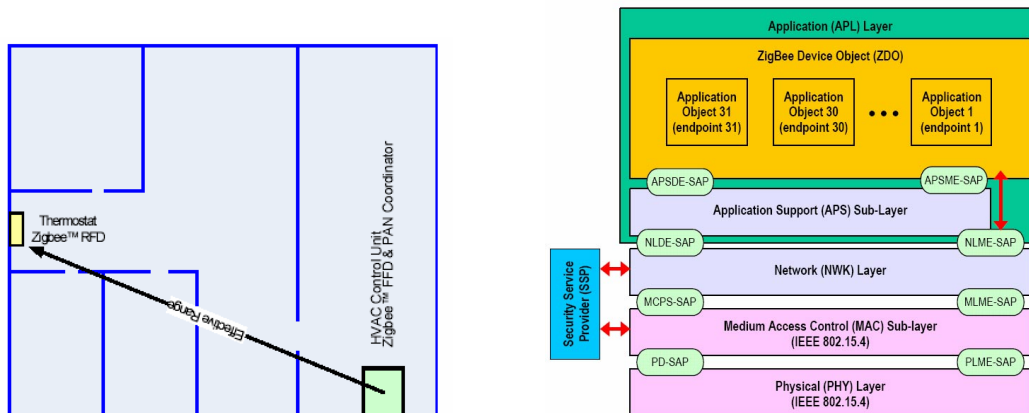 Thermostat
Zigbee™ RFD
HVAC Control Unit
Zigbee™ FFD & PAN Coordinator
Effective Range
Application (APL) Layer
ZigBee Device Object (ZDO)
Application
Object 31
(endpoint 31)
Application
Object 30
(endpoint 30)
• • •
Application
Object 1
(endpoint 1)
APSDE-SAP
APSME-SAP
Application Support (APS) Sub-Layer
NLDE-SAP
NLME-SAP
Security Service
Provider (SSP)
Network (NWK) Layer
MCPS-SAP
MLME-SAP
Medium Access Control (MAC) Sub-layer
(IEEE 802.15.4)
PD-SAP
PLME-SAP
Physical (PHY) Layer
(IEEE 802.15.4)